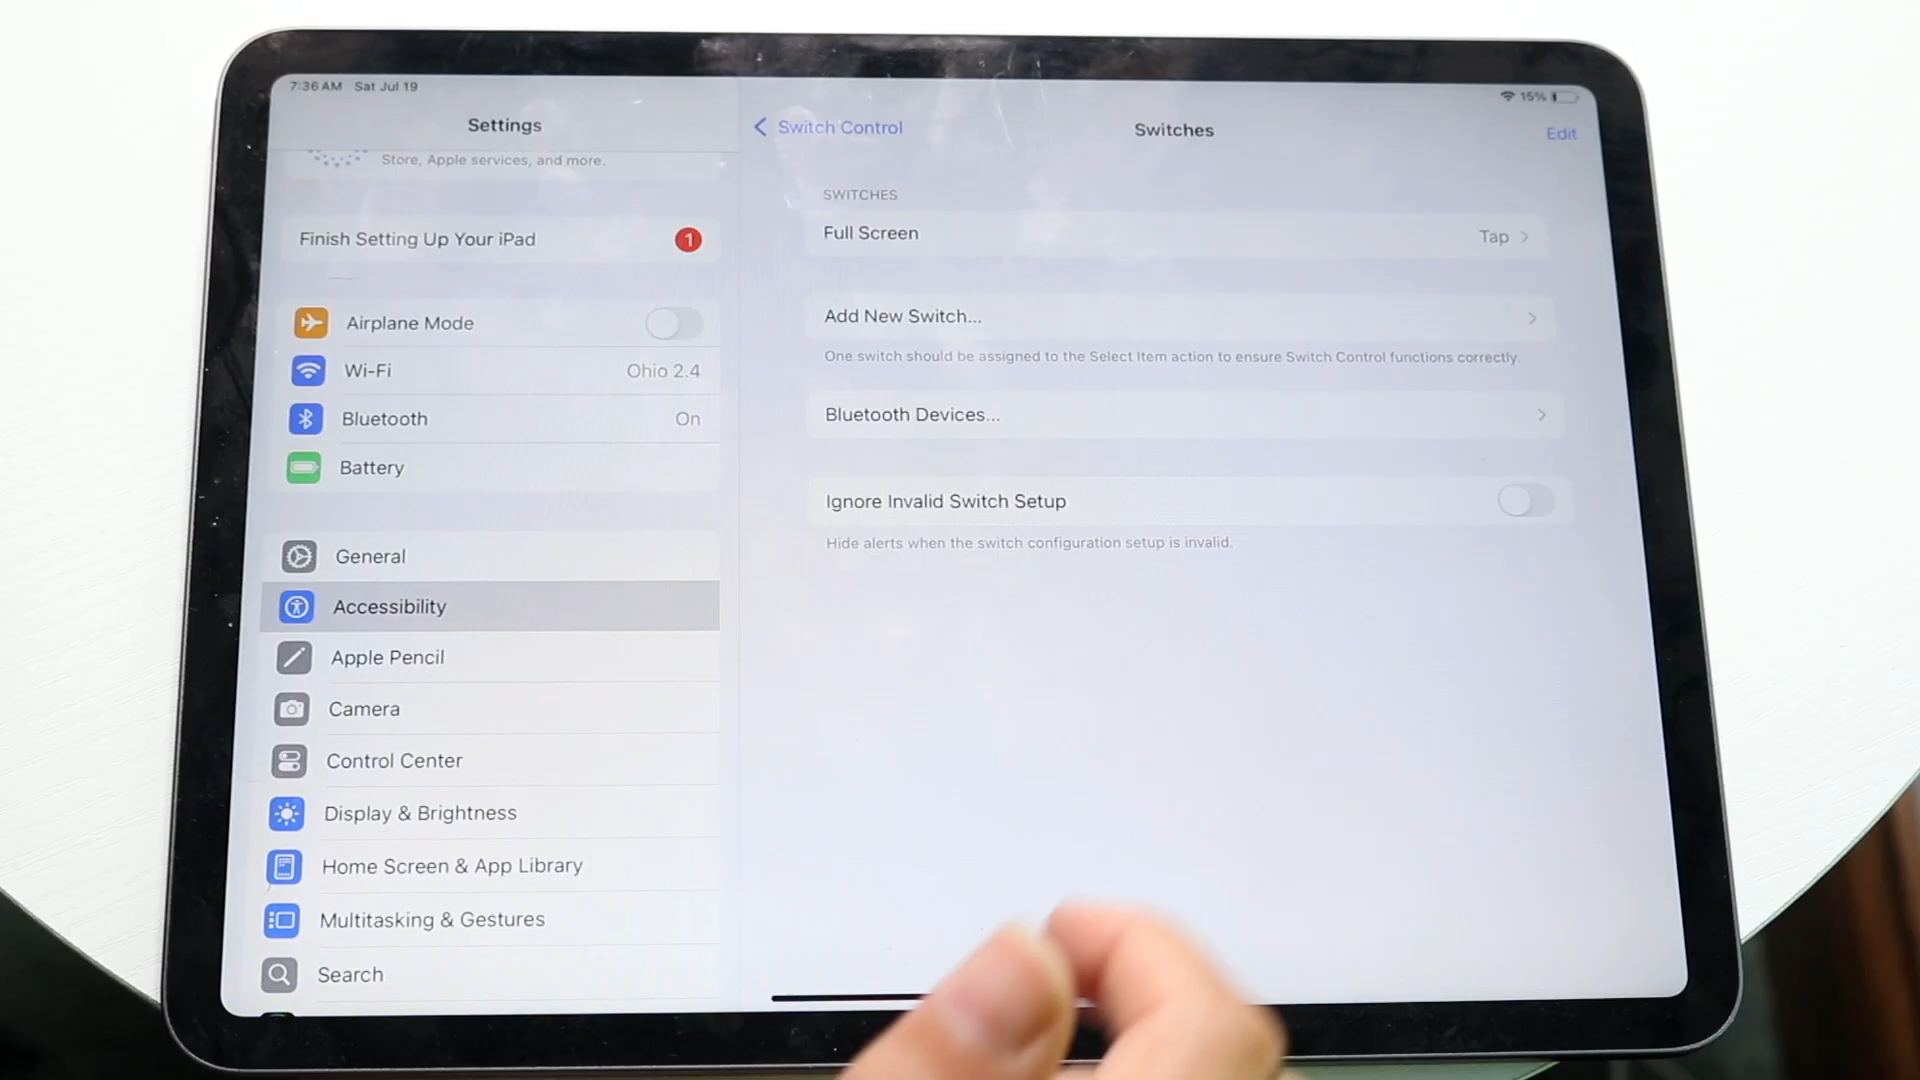 7:36 AM Sat Jul 19
15%
Settings
Store, Apple services, and more.
Finish Setting Up Your iPad
1
Airplane Mode
Wi-Fi
Ohio 2.4
Bluetooth
On
Battery
General
Accessibility
Apple Pencil
Camera
Control Center
Display & Brightness
Home Screen & App Library
Multitasking & Gestures
Search
Switch Control
Switches
Edit
SWITCHES
Full Screen
Tap
Add New Switch...
One switch should be assigned to the Select Item action to ensure Switch Control functions correctly.
Bluetooth Devices...
Ignore Invalid Switch Setup
Hide alerts when the switch configuration setup is invalid.